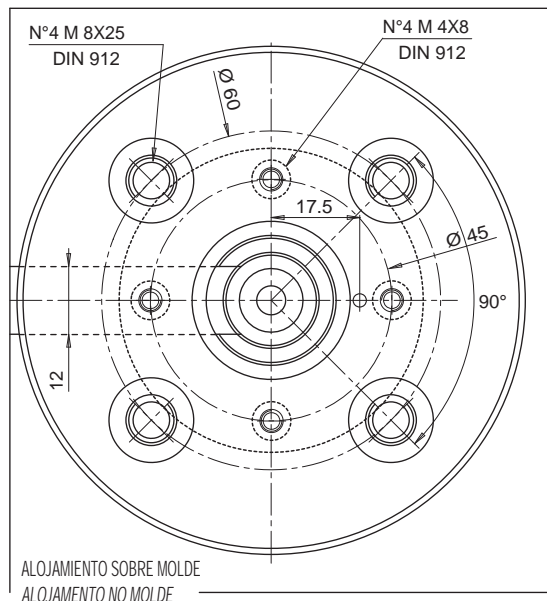 N°4 M 8X25
DIN 912
N°4 M 4X8
DIN 912
Ø 60
17.5
Ø 45
90°
12
ALOJAMIENTO SOBRE MOLDE
ALOJAMENTO NO MOLDE